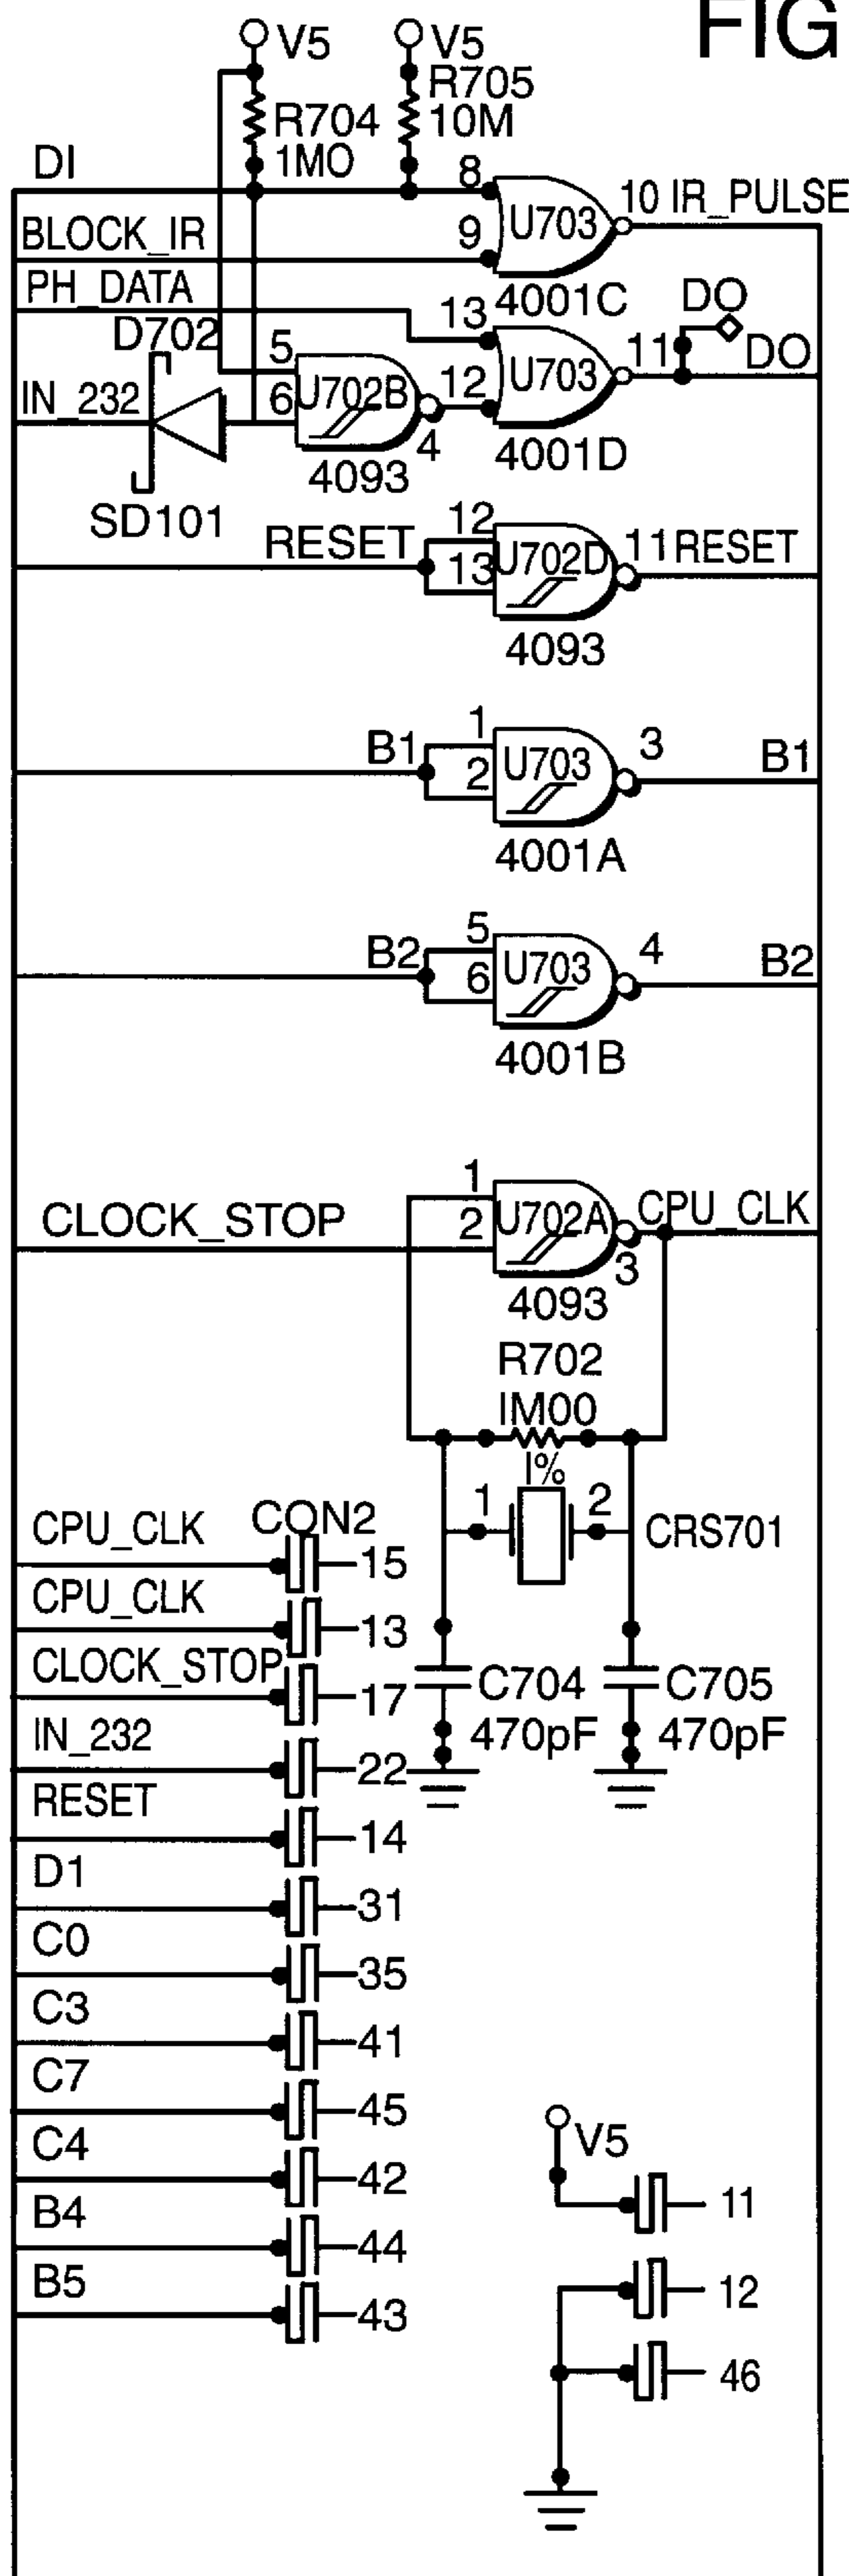 FIG
V5
V5
R704
1MO
R705
10M
DI
8
U703
10 IR_PULSE
BLOCK_IR
9
4001C
PH_DATA
13
DO
D702
5
U703
11
DO
IN_232
6
U702B
12
4
4001D
4093
SD101
RESET
12
13
U702D
11 RESET
4093
B1
1
2
U703
3
B1
4001A
B2
5
6
U703
4
B2
4001B
CLOCK_STOP
1
2
U702A
CPU_CLK
3
4093
R702
IM00
I%
1
2
CRS701
CPU_CLK
CON2
15
CPU_CLK
13
CLOCK_STOP
17
C704
470pF
C705
470pF
IN_232
22
RESET
14
D1
31
C0
35
C3
41
C7
45
C4
42
B4
44
B5
43
V5
11
12
46